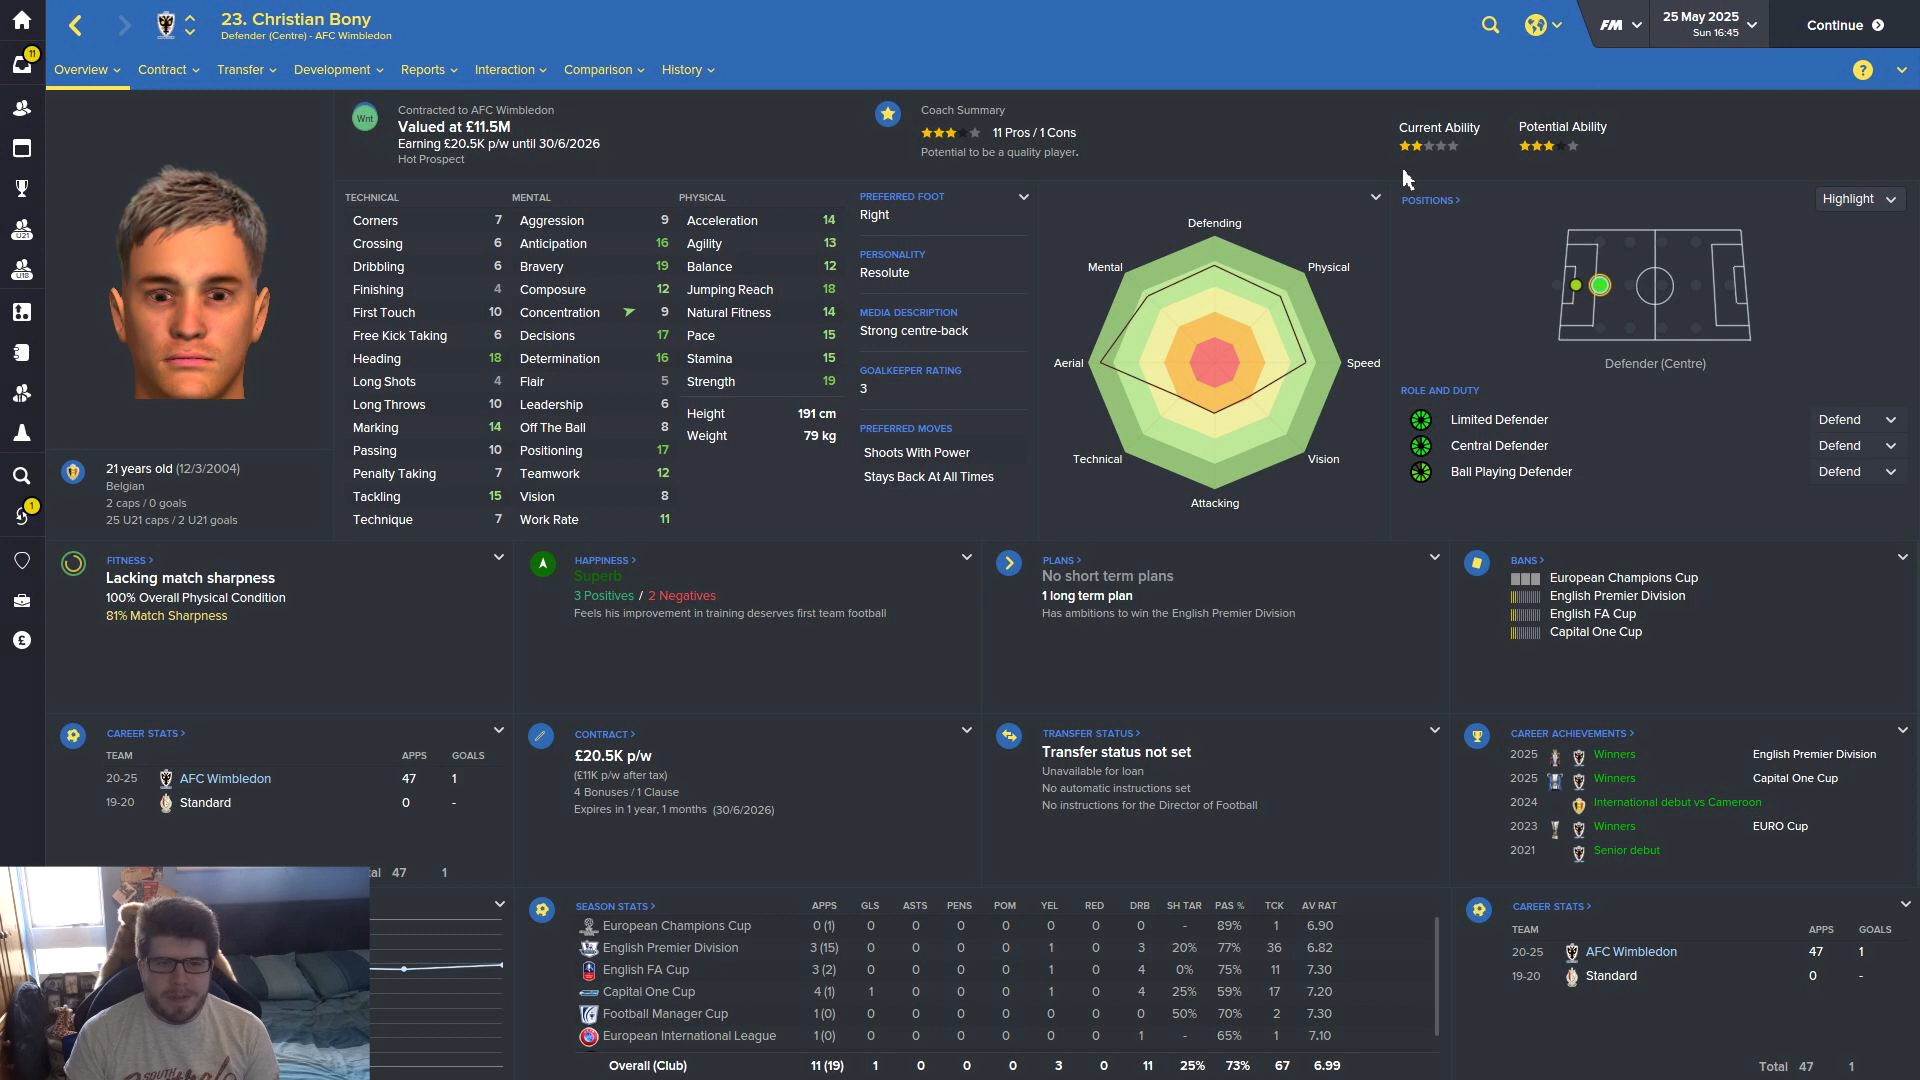 23. Christian Bony
Defender (Centre) - AFC Wimbledon
FM
25 May 2025
Sun 16:45
Continue
11
Overview
Contract
Transfer
Development
Reports
Interaction
Comparison
History
?
Wnt
Contracted to AFC Wimbledon
Valued at £11.5M
Earning £20.5K p/w until 30/6/2026
Hot Prospect
Coach Summary
11 Pros / 1 Cons
Potential to be a quality player.
Current Ability
Potential Ability
TECHNICAL
Corners 7
Crossing 6
Dribbling 6
Finishing 4
First Touch 10
Free Kick Taking 6
Heading 18
Long Shots 4
Long Throws 10
Marking 14
Passing 10
Penalty Taking 7
Tackling 15
Technique 7
MENTAL
Aggression 9
Anticipation 16
Bravery 19
Composure 12
Concentration 9
Decisions 17
Determination 16
Flair 5
Leadership 6
Off The Ball 8
Positioning 17
Teamwork 12
Vision 8
Work Rate 11
PHYSICAL
Acceleration 14
Agility 13
Balance 12
Jumping Reach 18
Natural Fitness 14
Pace 15
Stamina 15
Strength 19
Height 191 cm
Weight 79 kg
PREFERRED FOOT
Right
PERSONALITY
Resolute
MEDIA DESCRIPTION
Strong centre-back
GOALKEEPER RATING
3
PREFERRED MOVES
Shoots With Power
Stays Back At All Times
Defending
Physical
Speed
Vision
Attacking
Technical
Aerial
Mental
POSITIONS >
Highlight
Defender (Centre)
ROLE AND DUTY
Limited Defender Defend
Central Defender Defend
Ball Playing Defender Defend
U21
U18
1
21 years old (12/3/2004)
Belgian
2 caps / 0 goals
25 U21 caps / 2 U21 goals
FITNESS >
Lacking match sharpness
100% Overall Physical Condition
81% Match Sharpness
HAPPINESS >
Superb
3 Positives / 2 Negatives
Feels his improvement in training deserves first team football
PLANS >
No short term plans
1 long term plan
Has ambitions to win the English Premier Division
BANS >
European Champions Cup
English Premier Division
English FA Cup
Capital One Cup
CAREER STATS >
TEAM APPS GOALS
20-25 AFC Wimbledon 47 1
19-20 Standard 0 -
al 47 1
CONTRACT >
£20.5K p/w
(£11K p/w after tax)
4 Bonuses / 1 Clause
Expires in 1 year, 1 months (30/6/2026)
TRANSFER STATUS >
Transfer status not set
Unavailable for loan
No automatic instructions set
No instructions for the Director of Football
CAREER ACHIEVEMENTS >
2025 Winners English Premier Division
2025 Winners Capital One Cup
2024 International debut vs Cameroon
2023 Winners EURO Cup
2021 Senior debut
SEASON STATS > APPS GLS ASTS PENS POM YEL RED DRB SH TAR PAS % TCK AV RAT
European Champions Cup 0 (1) 0 0 0 0 0 0 0 - 89% 1 6.90
English Premier Division 3 (15) 0 0 0 0 1 0 3 20% 77% 36 6.82
English FA Cup 3 (2) 0 0 0 0 1 0 4 0% 75% 11 7.30
Capital One Cup 4 (1) 1 0 0 0 1 0 4 25% 59% 17 7.20
Football Manager Cup 1 (0) 0 0 0 0 0 0 0 50% 70% 2 7.30
European International League 1 (0) 0 0 0 0 0 0 1 - 65% 1 7.10
Overall (Club) 11 (19) 1 0 0 0 3 0 11 25% 73% 67 6.99
CAREER STATS >
TEAM APPS GOALS
20-25 AFC Wimbledon 47 1
19-20 Standard 0 -
Total 47 1
SOUTH